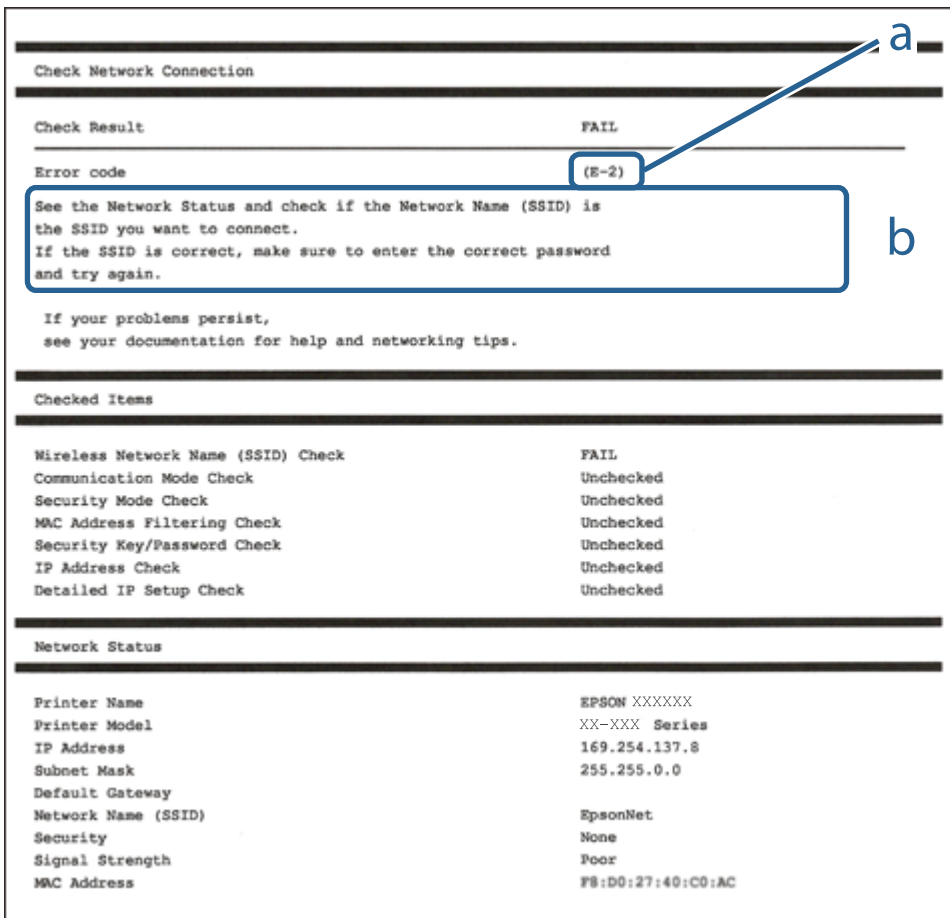 a
Check Network Connection
Check Result FAIL
Error code (E-2)
See the Network Status and check if the Network Name (SSID) is
the SSID you want to connect.
If the SSID is correct, make sure to enter the correct password
and try again.
b
If your problems persist,
see your documentation for help and networking tips.
Checked Items
Wireless Network Name (SSID) Check FAIL
Communication Mode Check Unchecked
Security Mode Check Unchecked
MAC Address Filtering Check Unchecked
Security Key/Password Check Unchecked
IP Address Check Unchecked
Detailed IP Setup Check Unchecked
Network Status
Printer Name EPSON XXXXXX
Printer Model XX-XXX Series
IP Address 169.254.137.8
Subnet Mask 255.255.0.0
Default Gateway
Network Name (SSID) EpsonNet
Security None
Signal Strength Poor
MAC Address F8:D0:27:40:C0:AC